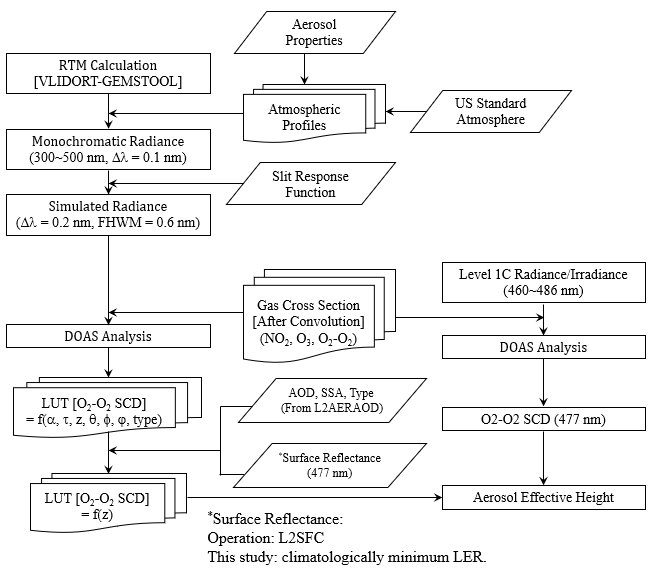 Aerosol
Properties
RTM Calculation
[VLIDORT-GEMSTOOL]
Atmospheric
Profiles
US Standard
Atmosphere
Monochromatic Radiance
(300~500 nm, Δλ = 0.1 nm)
Slit Response
Function
Simulated Radiance
(Δλ = 0.2 nm, FHWM = 0.6 nm)
Level 1C Radiance/Irradiance
(460~486 nm)
Gas Cross Section
[After Convolution]
(NO₂, O₃, O₂-O₂)
DOAS Analysis
DOAS Analysis
LUT [O₂-O₂ SCD]
= f(α, τ, z, θ, ϕ, φ, type)
AOD, SSA, Type
(From L2AERAOD)
O2-O2 SCD (477 nm)
*Surface Reflectance
(477 nm)
LUT [O₂-O₂ SCD]
= f(z)
Aerosol Effective Height
*Surface Reflectance:
Operation: L2SFC
This study: climatologically minimum LER.